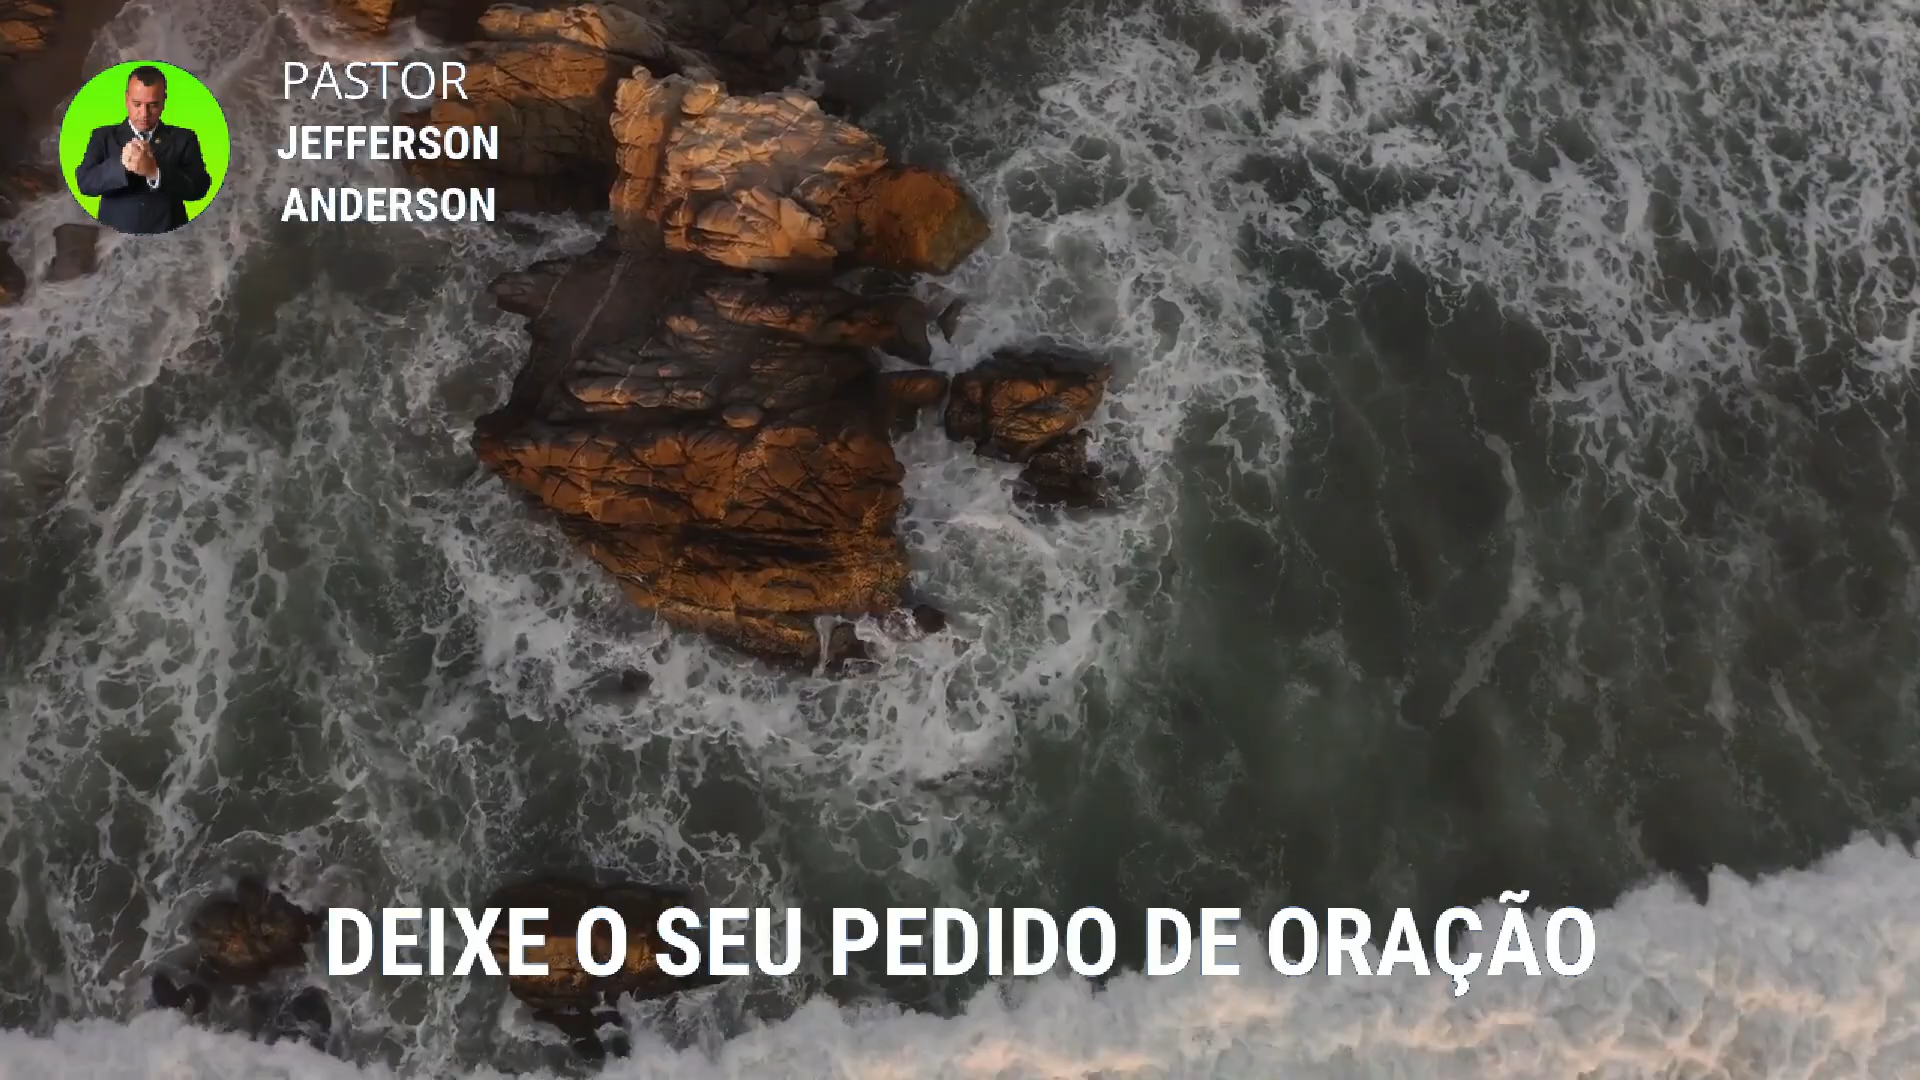 PASTOR
JEFFERSON
ANDERSON
DEIXE O SEU PEDIDO DE ORAÇÃO